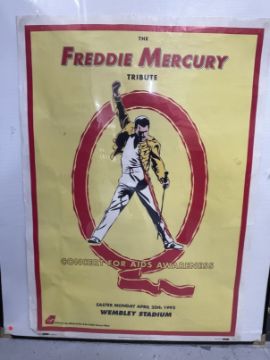 THE
FREDDIE MERCURY
TRIBUTE
CONCERT FOR AIDS AWARENESS
EASTER MONDAY APRIL 20th 1992
WEMBLEY STADIUM